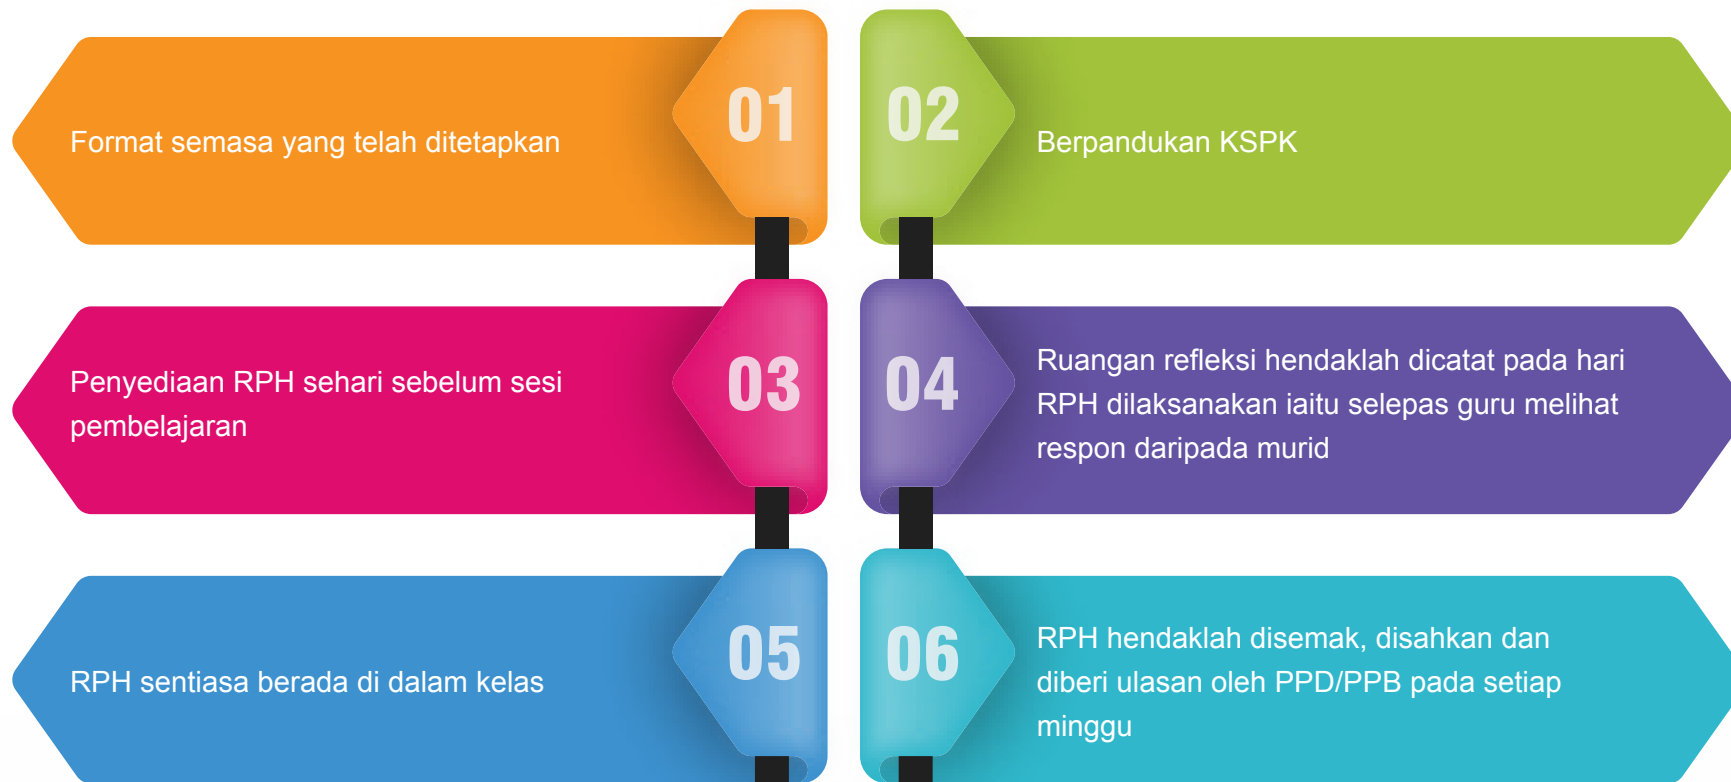 01
Format semasa yang telah ditetapkan
02
Berpandukan KSPK
03
Penyediaan RPH sehari sebelum sesi
pembelajaran
04
Ruangan refleksi hendaklah dicatat pada hari
RPH dilaksanakan iaitu selepas guru melihat
respon daripada murid
05
RPH sentiasa berada di dalam kelas
06
RPH hendaklah disemak, disahkan dan
diberi ulasan oleh PPD/PPB pada setiap
minggu